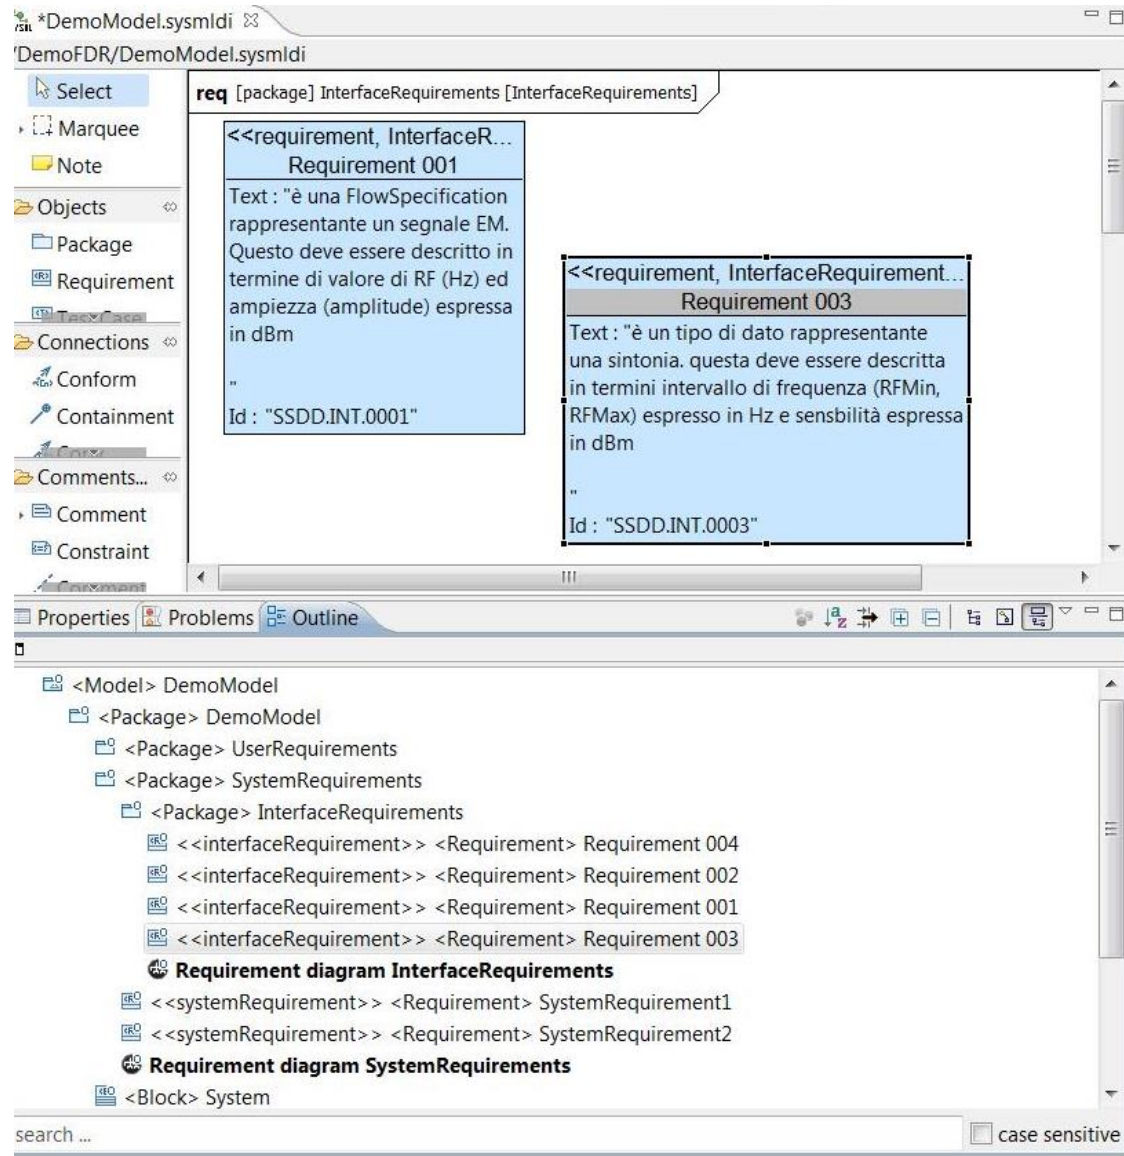 *DemoModel.sysmldi
/DemoFDR/DemoModel.sysmldi
Select
Marquee
Note
Objects
Package
Requirement
TestCase
Connections
Conform
Containment
Comments...
Comment
Constraint
Comment
req [package] InterfaceRequirements [InterfaceRequirements]
<<requirement, InterfaceR...
Requirement 001
Text : "è una FlowSpecification
rappresentante un segnale EM.
Questo deve essere descritto in
termine di valore di RF (Hz) ed
ampiezza (amplitude) espressa
in dBm
"
Id : "SSDD.INT.0001"
<<requirement, InterfaceRequirement...
Requirement 003
Text : "è un tipo di dato rappresentante
una sintonia. questa deve essere descritta
in termini intervallo di frequenza (RFMin,
RFMax) espresso in Hz e sensbilità espressa
in dBm
"
Id : "SSDD.INT.0003"
Properties Problems Outline
<Model> DemoModel
<Package> DemoModel
<Package> UserRequirements
<Package> SystemRequirements
<Package> InterfaceRequirements
<<interfaceRequirement>> <Requirement> Requirement 004
<<interfaceRequirement>> <Requirement> Requirement 002
<<interfaceRequirement>> <Requirement> Requirement 001
<<interfaceRequirement>> <Requirement> Requirement 003
Requirement diagram InterfaceRequirements
<<systemRequirement>> <Requirement> SystemRequirement1
<<systemRequirement>> <Requirement> SystemRequirement2
Requirement diagram SystemRequirements
<Block> System
search ... case sensitive